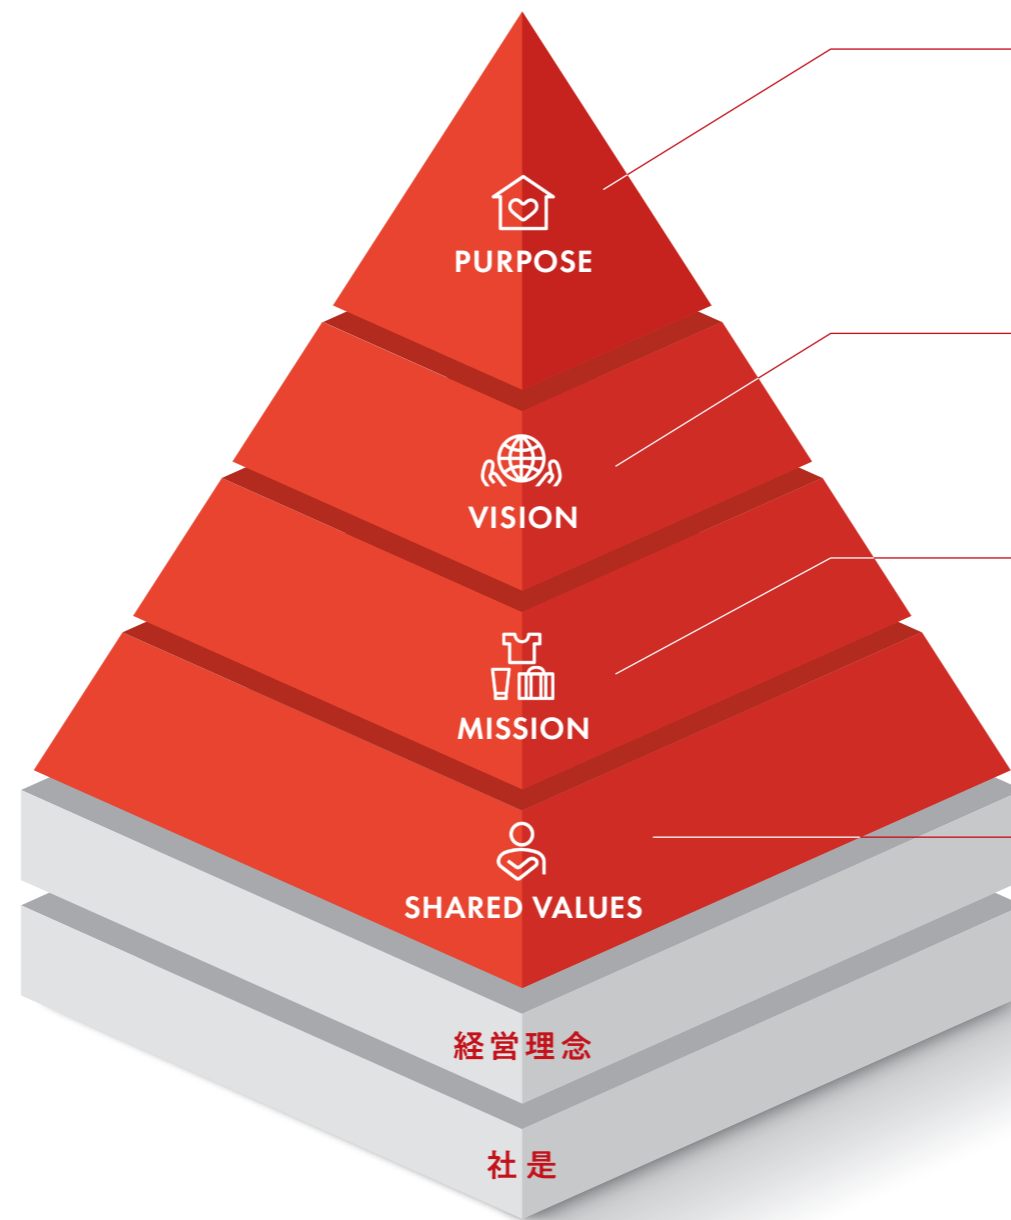 PURPOSE
VISION
MISSION
SHARED VALUES
経営理念
社是